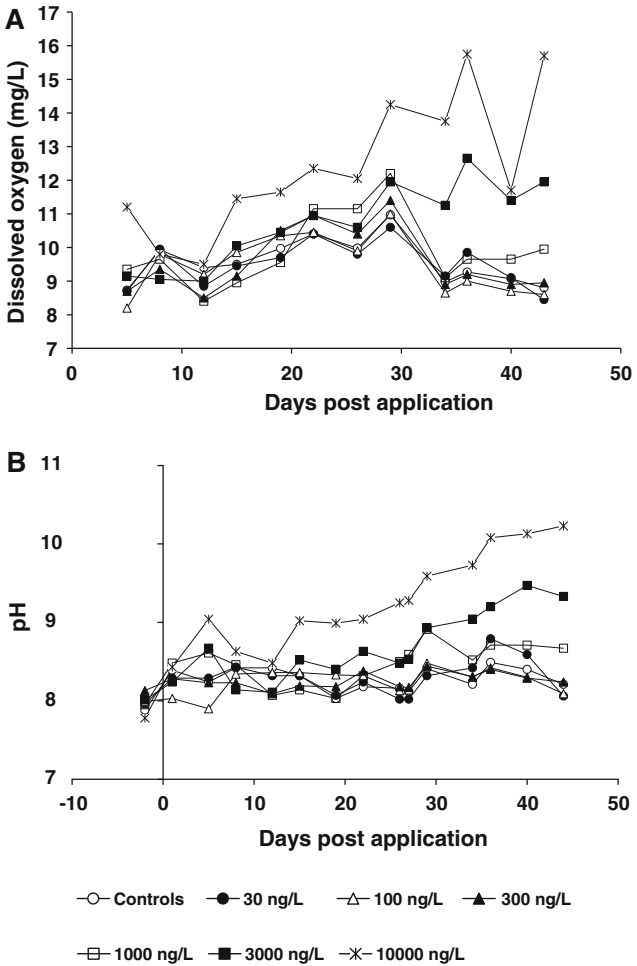 A
Dissolved oxygen (mg/L)
17
16
15
14
13
12
11
10
9
8
7
0 10 20 30 40 50
Days post application
B
pH
11
10
9
8
7
-10 0 10 20 30 40 50
Days post application
Controls 30 ng/L 100 ng/L 300 ng/L
1000 ng/L 3000 ng/L 10000 ng/L